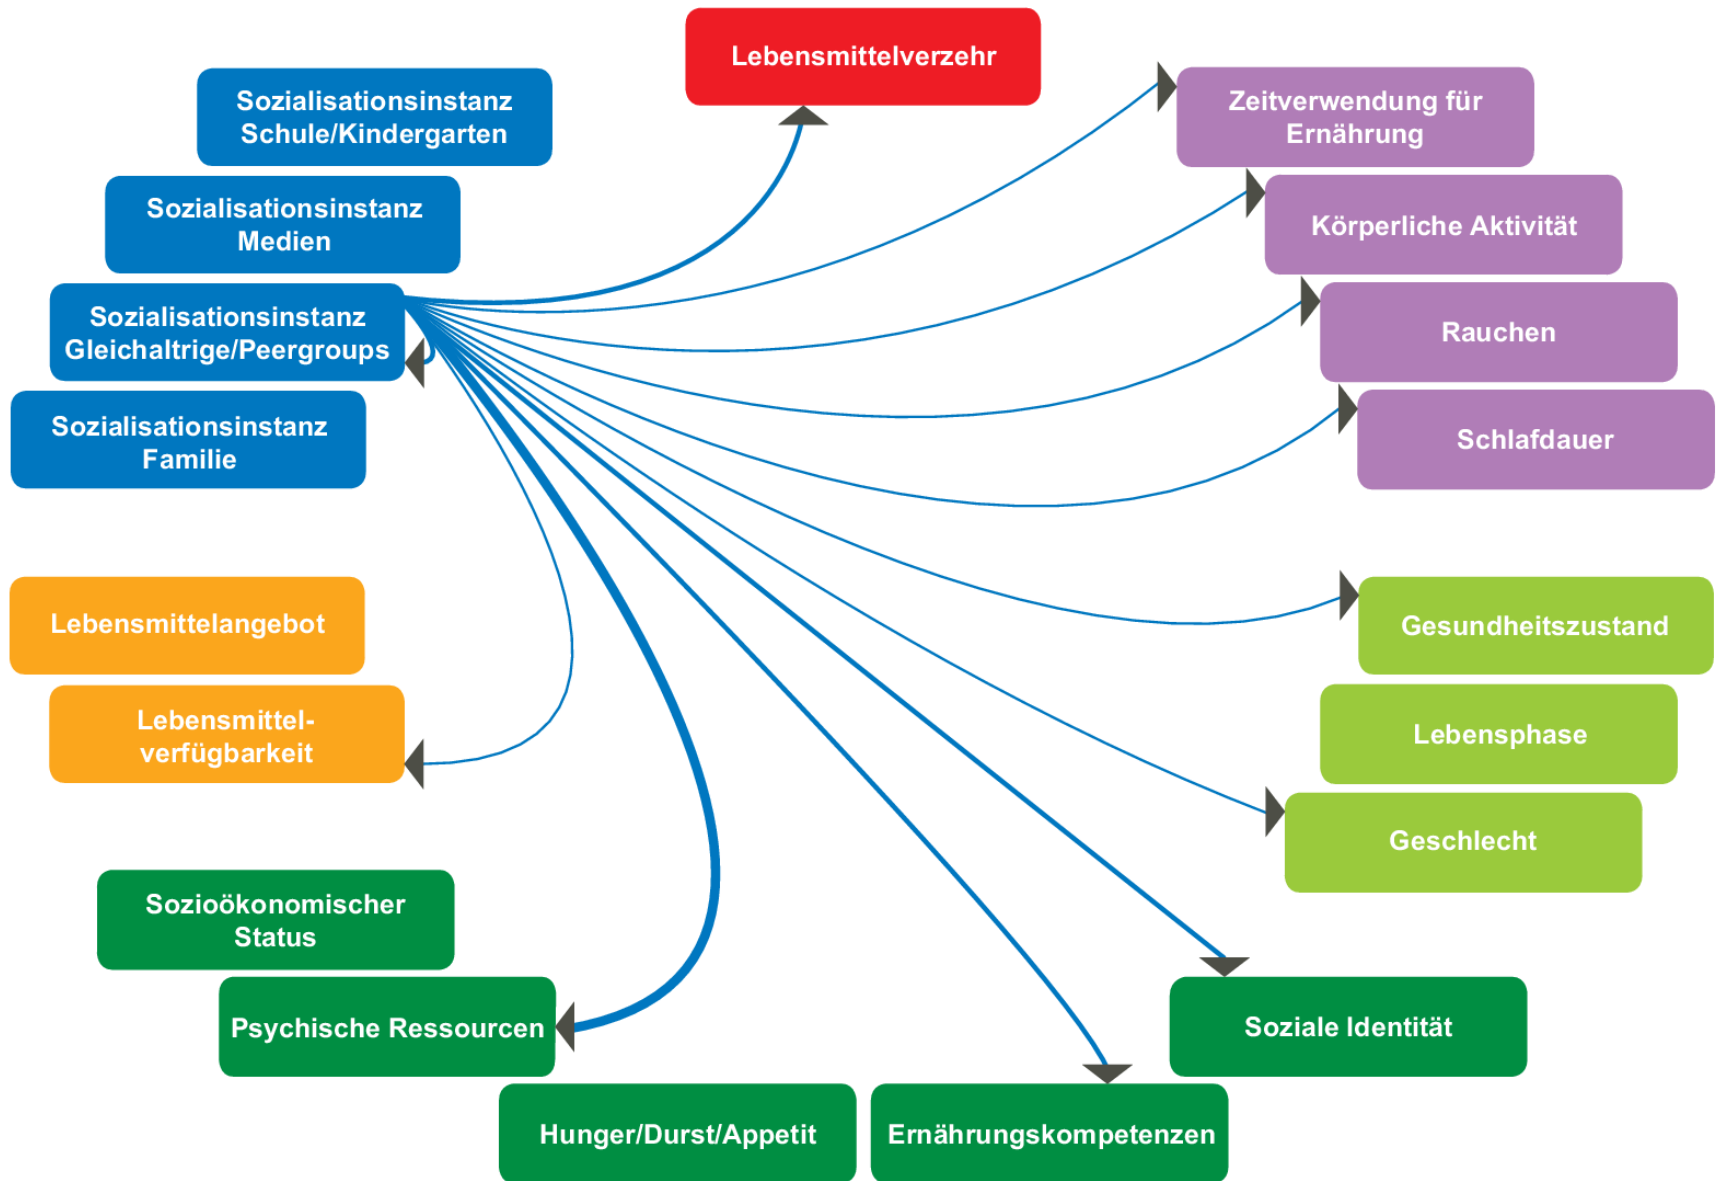 Lebensmittelverzehr
Sozialisationsinstanz
Schule/Kindergarten
Zeitverwendung für
Ernährung
Sozialisationsinstanz
Medien
Körperliche Aktivität
Sozialisationsinstanz
Gleichaltrige/Peergroups
Rauchen
Sozialisationsinstanz
Familie
Schlafdauer
Lebensmittelangebot
Gesundheitszustand
Lebensmittel-
verfügbarkeit
Lebensphase
Geschlecht
Sozioökonomischer
Status
Psychische Ressourcen
Soziale Identität
Hunger/Durst/Appetit
Ernährungskompetenzen